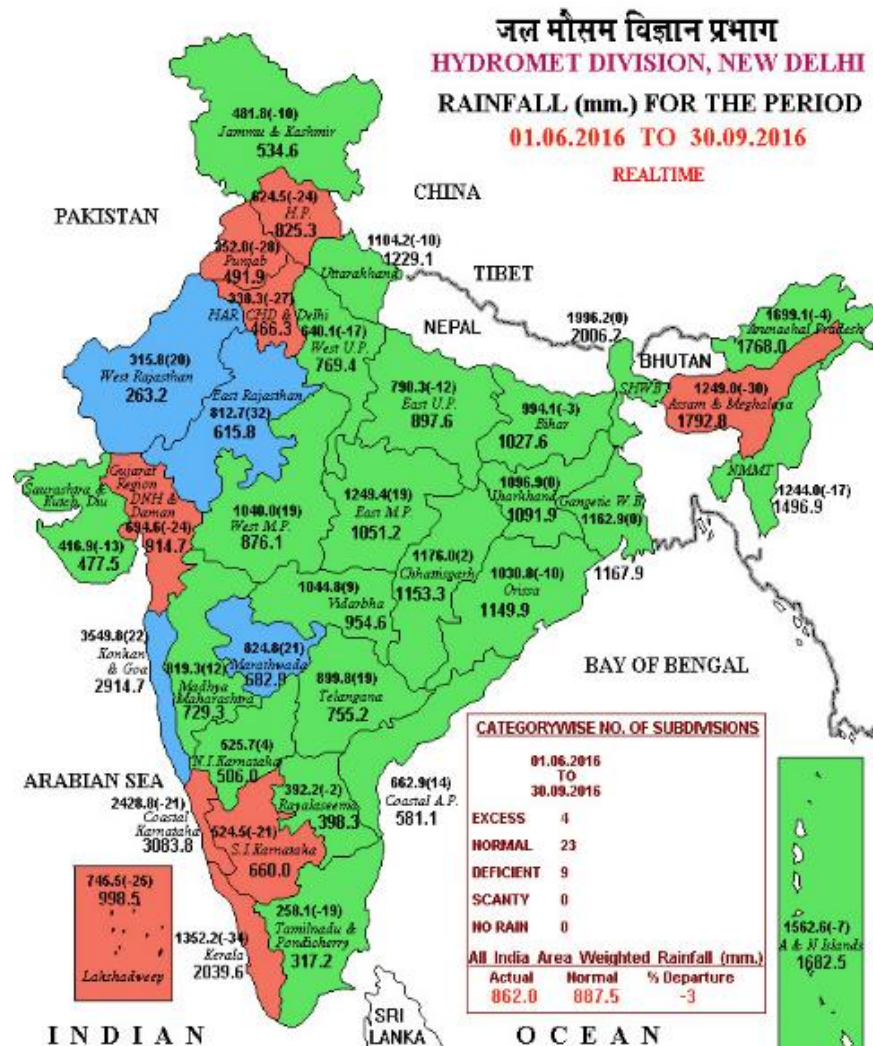 जल मौसम विज्ञान प्रभाग
HYDROMET DIVISION, NEW DELHI
RAINFALL (mm.) FOR THE PERIOD
01.06.2016 TO 30.09.2016
REALTIME
481.8(-10)
Jammu & Kashmir
534.6
CHINA
PAKISTAN
624.5(-24)
H.P.
825.3
352.0(-28)
Punjab
491.9
1104.2(-10)
1229.1
Uttarakhand
TIBET
338.3(-27)
HAR CHD & Delhi
466.3
NEPAL
640.1(-17)
West U.P.
769.4
1996.2(0)
2006.2
1699.1(-4)
Arunachal Pradesh
1768.0
BHUTAN
SHWB
1249.0(-30)
Assam & Meghalaya
1792.8
315.8(20)
West Rajasthan
263.2
East Rajasthan
812.7(32)
615.8
790.3(-12)
East U.P.
897.6
994.1(-3)
Bihar
1027.6
NMMT
1244.0(-17)
1496.9
Gujarat
Region
DNH &
Daman
694.6(-24)
914.7
Saurashtra &
Kutch, Diu
416.9(-13)
477.5
1040.0(19)
West M.P.
876.1
1249.4(19)
East M.P.
1051.2
1096.9(0)
Jharkhand
1091.9
Gangetic W.B.
1162.9(0)
1167.9
1176.0(2)
Chhattisgarh
1153.3
1030.8(-10)
Orissa
1149.9
1044.8(9)
Vidarbha
954.6
3549.8(22)
Konkan
& Goa
2914.7
819.3(12)
Madhya
Maharashtra
729.3
824.8(21)
Marathwada
682.9
899.8(19)
Telangana
755.2
BAY OF BENGAL
525.7(4)
N.I.Karnataka
506.0
ARABIAN SEA
2428.8(-21)
Coastal
Karnataka
3083.8
392.2(-2)
Rayalaseema
398.3
662.9(14)
Coastal A.P.
581.1
524.5(-21)
S.I.Karnataka
660.0
746.5(-25)
998.5
Lakshadweep
1352.2(-34)
Kerala
2039.6
258.1(-19)
Tamilnadu &
Pondicherry
317.2
CATEGORYWISE NO. OF SUBDIVISIONS
01.06.2016
TO
30.09.2016
EXCESS 4
NORMAL 23
DEFICIENT 9
SCANTY 0
NO RAIN 0
All India Area Weighted Rainfall (mm.)
Actual Normal % Departure
862.0 887.5 -3
1562.6(-7)
A & N Islands
1682.5
SRI
LANKA
INDIAN OCEAN